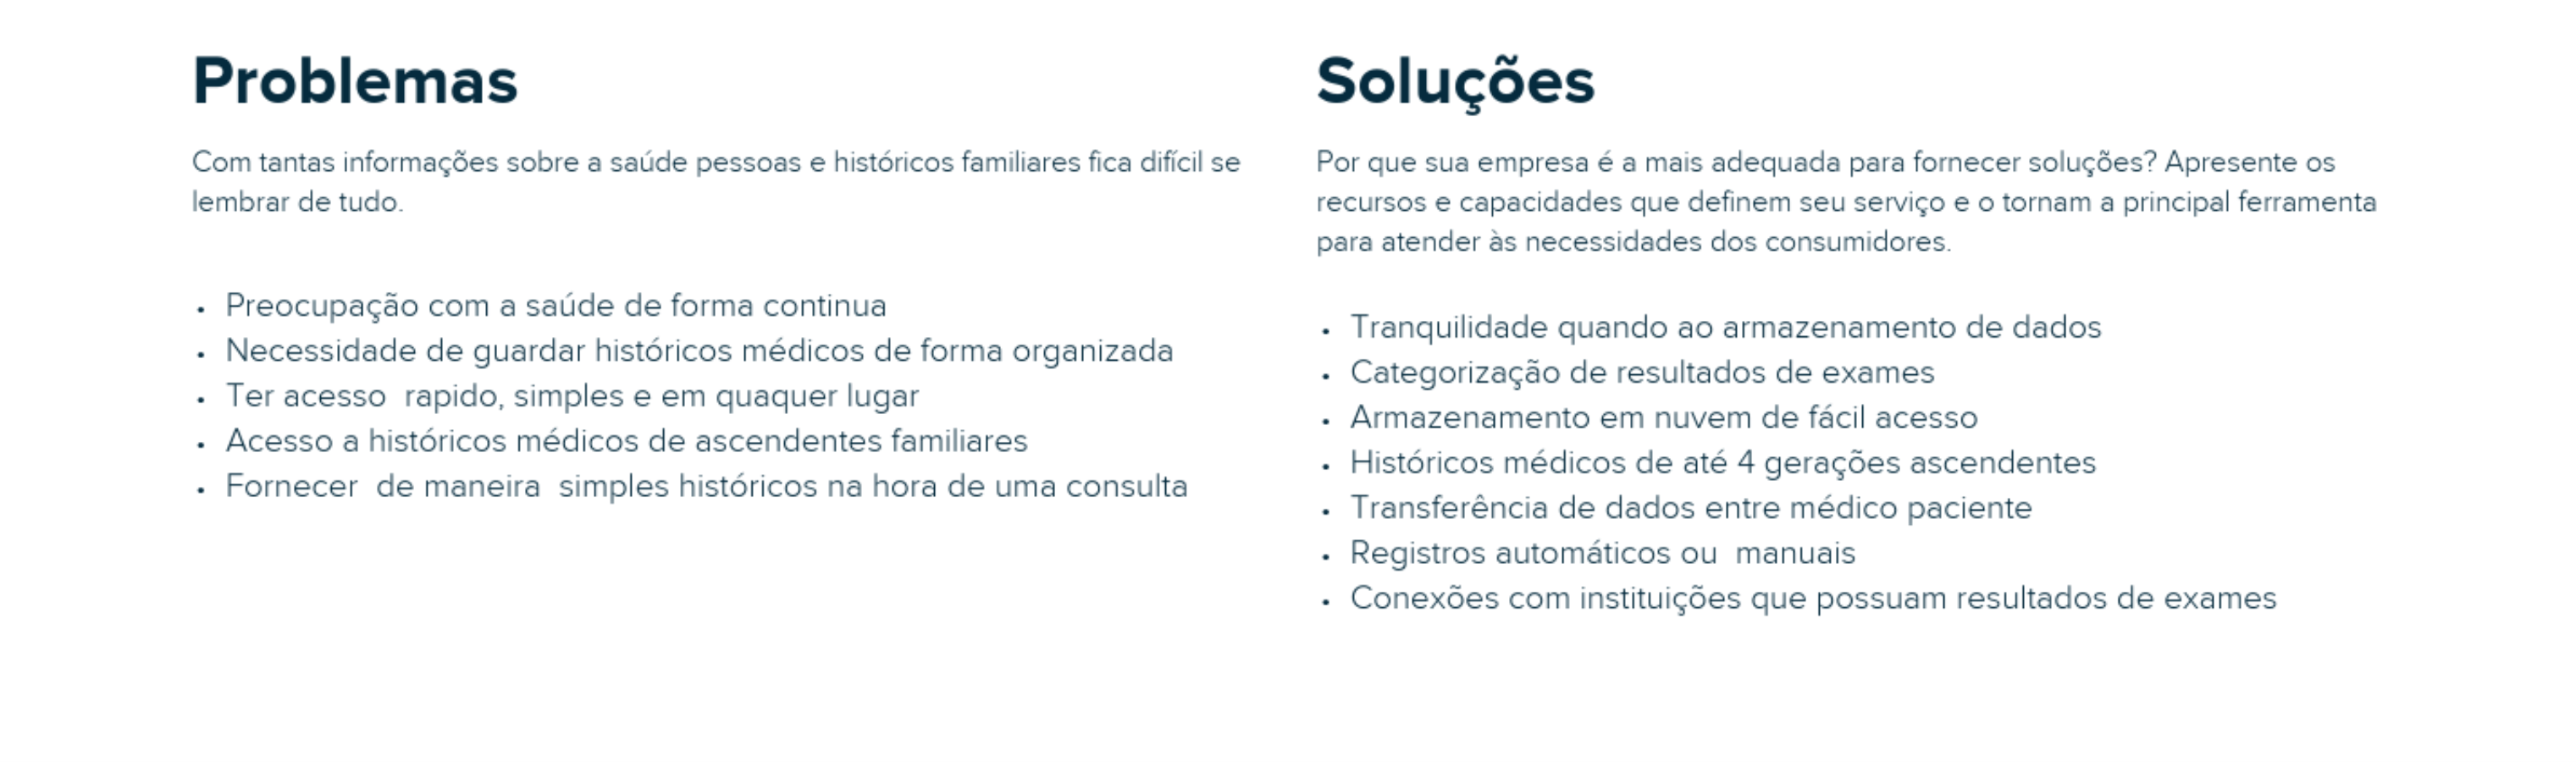 Problemas
Com tantas informações sobre a saúde pessoas e históricos familiares fica difícil se
lembrar de tudo.
• Preocupação com a saúde de forma continua
• Necessidade de guardar históricos médicos de forma organizada
• Ter acesso  rapido, simples e em quaquer lugar
• Acesso a históricos médicos de ascendentes familiares
• Fornecer  de maneira  simples históricos na hora de uma consulta
Soluções
Por que sua empresa é a mais adequada para fornecer soluções? Apresente os
recursos e capacidades que definem seu serviço e o tornam a principal ferramenta
para atender às necessidades dos consumidores.
• Tranquilidade quando ao armazenamento de dados
• Categorização de resultados de exames
• Armazenamento em nuvem de fácil acesso
• Históricos médicos de até 4 gerações ascendentes
• Transferência de dados entre médico paciente
• Registros automáticos ou  manuais
• Conexões com instituições que possuam resultados de exames